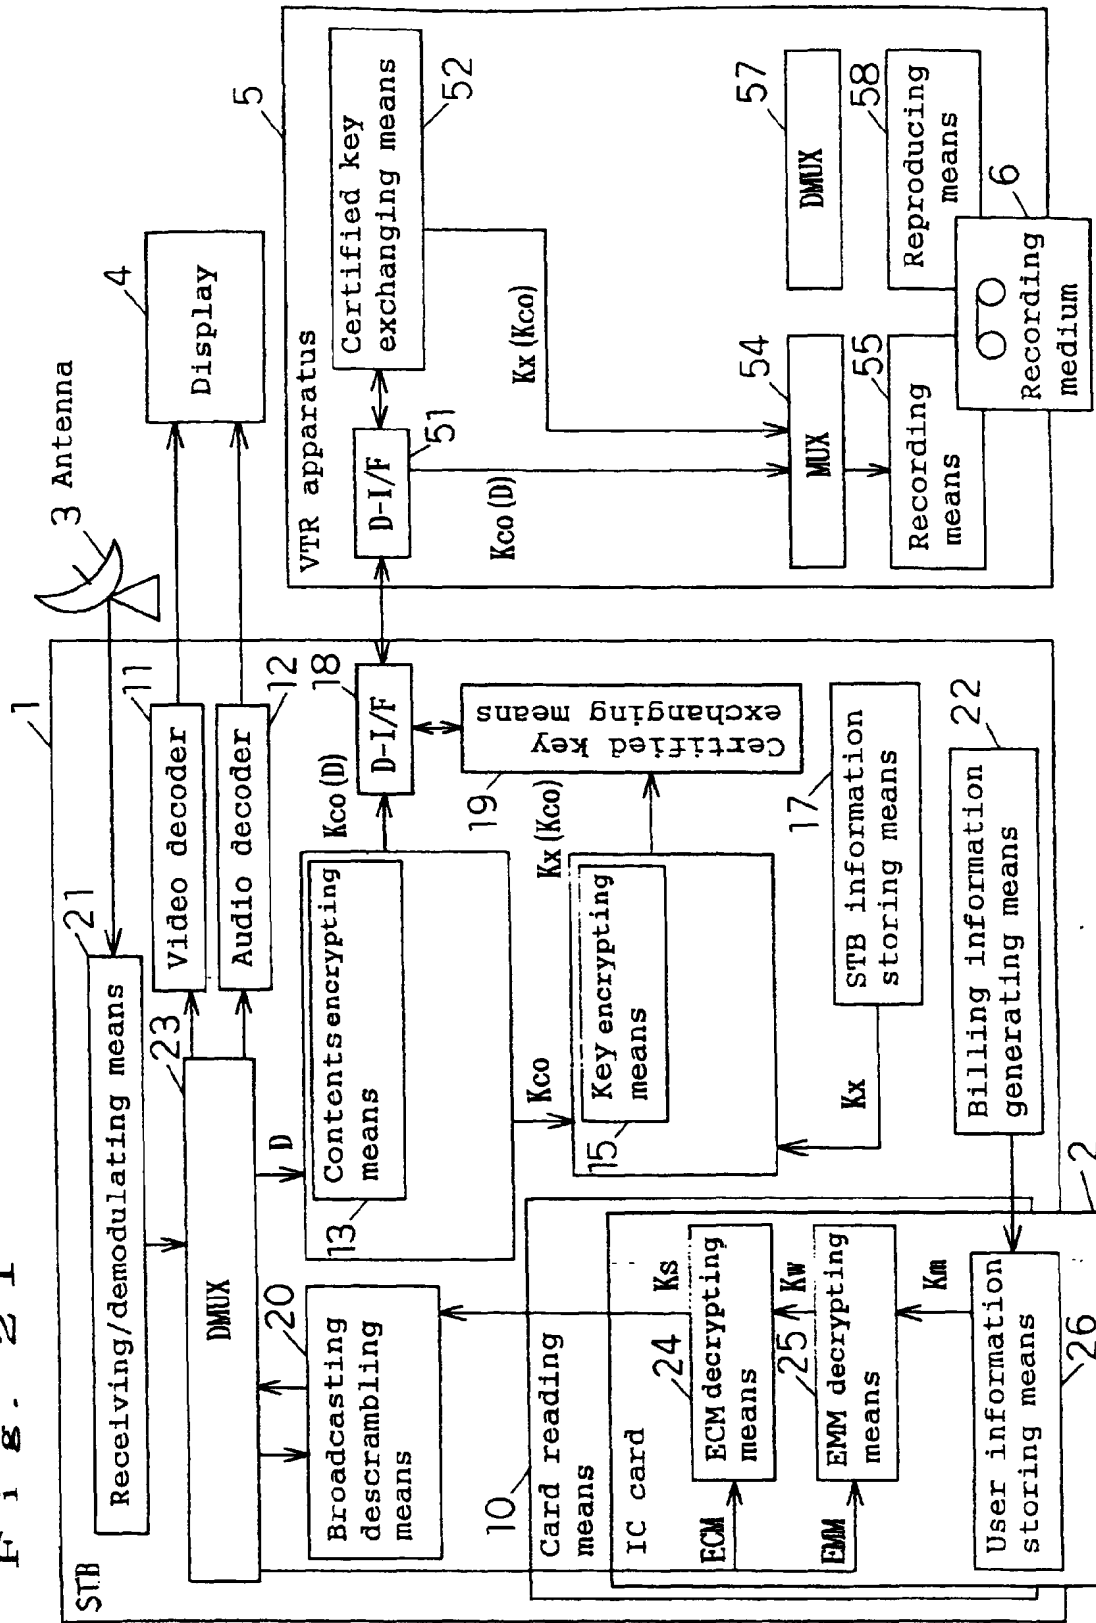 Fig. 21
1
STB
21
Receiving/demodulating means
3 Antenna
4
Display
23
DMUX
11
Video decoder
12
Audio decoder
20
Broadcasting
descrambling
means
D
13
Contents encrypting
means
Kco(D)
18
D-I/F
Kco
15
Key encrypting
means
Kx(Kco)
19
Certified key
exchanging means
Kx
17
STB information
storing means
22
Billing information
generating means
10
Card reading
means
2
IC card
ECM
EMM
Ks
24
ECM decrypting
means
Kw
25
EMM decrypting
means
Km
26
User information
storing means
5
VTR apparatus
51
D-I/F
52
Certified key
exchanging means
Kco(D)
Kx(Kco)
54
MUX
55
Recording
means
57
DMUX
58
Reproducing
means
6
Recording
medium